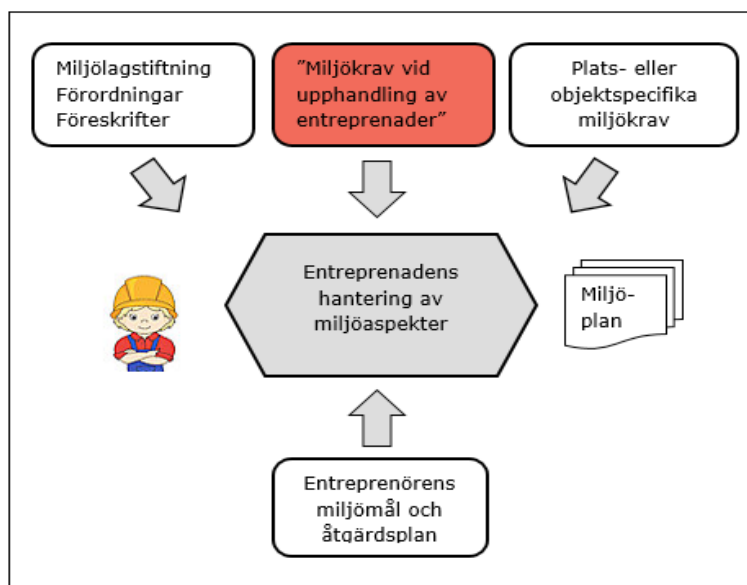 Miljölagstiftning
Förordningar
Föreskrifter
”Miljökrav vid
upphandling av
entreprenader”
Plats- eller
objektspecifika
miljökrav
Entreprenadens
hantering av
miljöaspekter
Miljö-
plan
Entreprenörens
miljömål och
åtgärdsplan